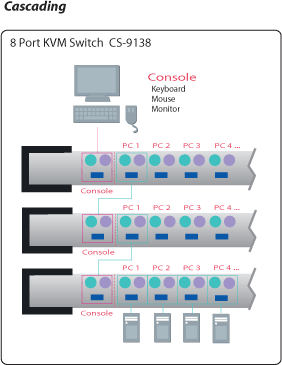 Cascading
8 Port KVM Switch CS-9138
Console
Keyboard
Mouse
Monitor
PC 1 PC 2 PC 3 PC 4 ...
Console
PC 1 PC 2 PC 3 PC 4 ...
Console
PC 1 PC 2 PC 3 PC 4 ...
Console